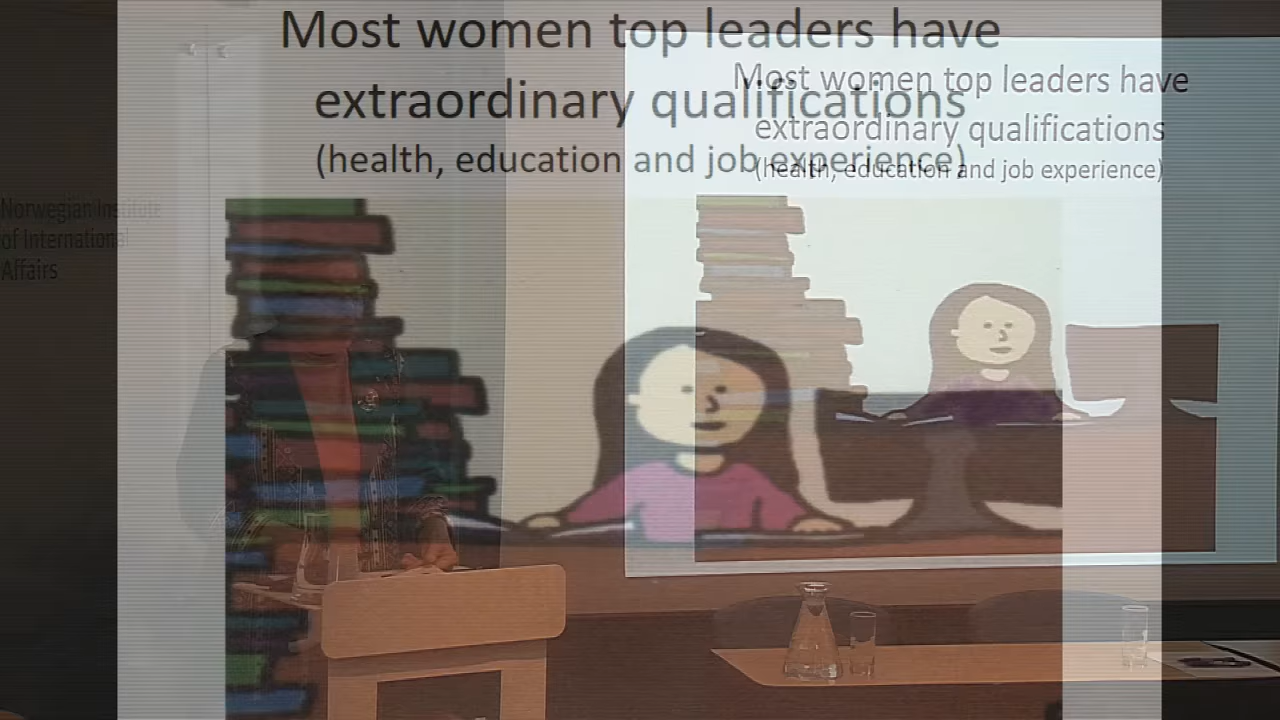 Most women top leaders have
extraordinary qualifications
(health, education and job experience)
Most women top leaders have
extraordinary qualifications
(health, education and job experience)
Norwegian Institute
of International
Affairs